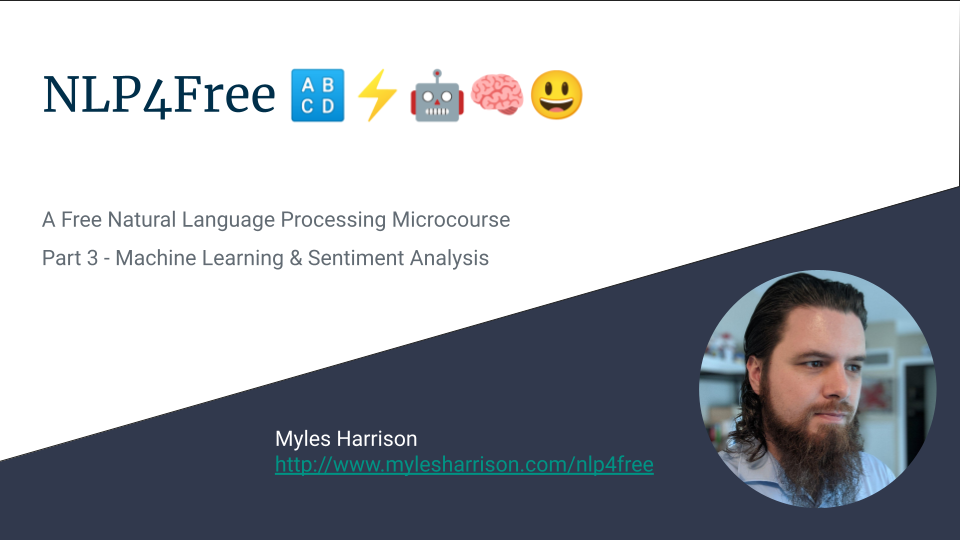 NLP4Free 🔠⚡🤖🧠😃
A Free Natural Language Processing Microcourse
Part 3 - Machine Learning & Sentiment Analysis
Myles Harrison
http://www.mylesharrison.com/nlp4free